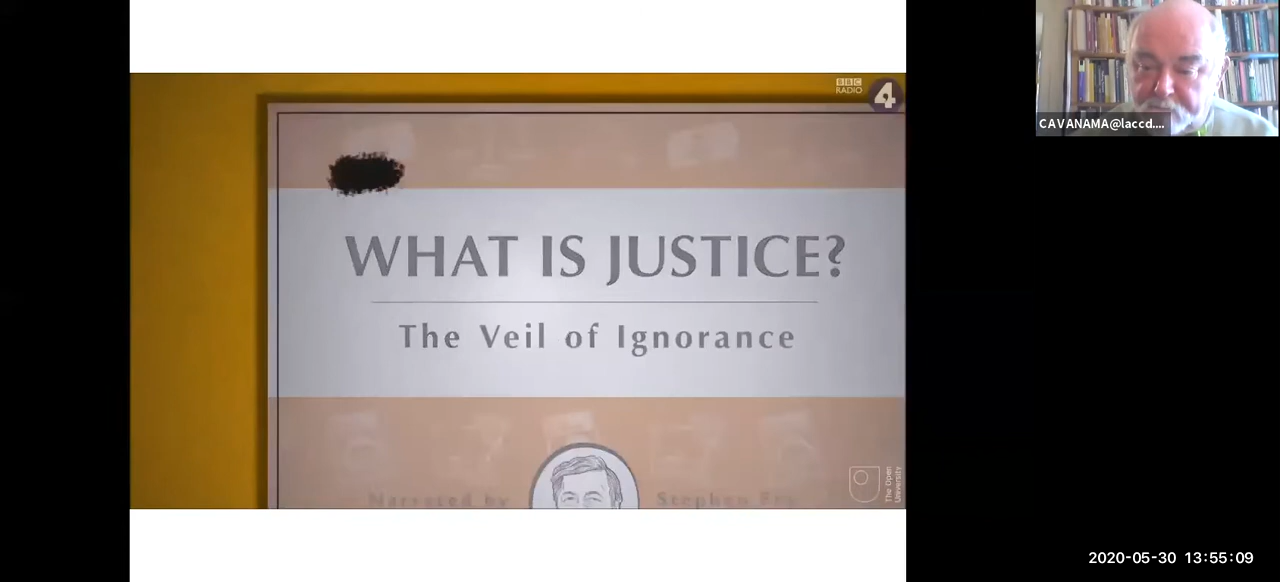 BBC
RADIO
4
CAVANAMA@laccd....
WHAT IS JUSTICE?
The Veil of Ignorance
Narrated by
Stephen Fry
The Open
University
2020-05-30 13:55:09